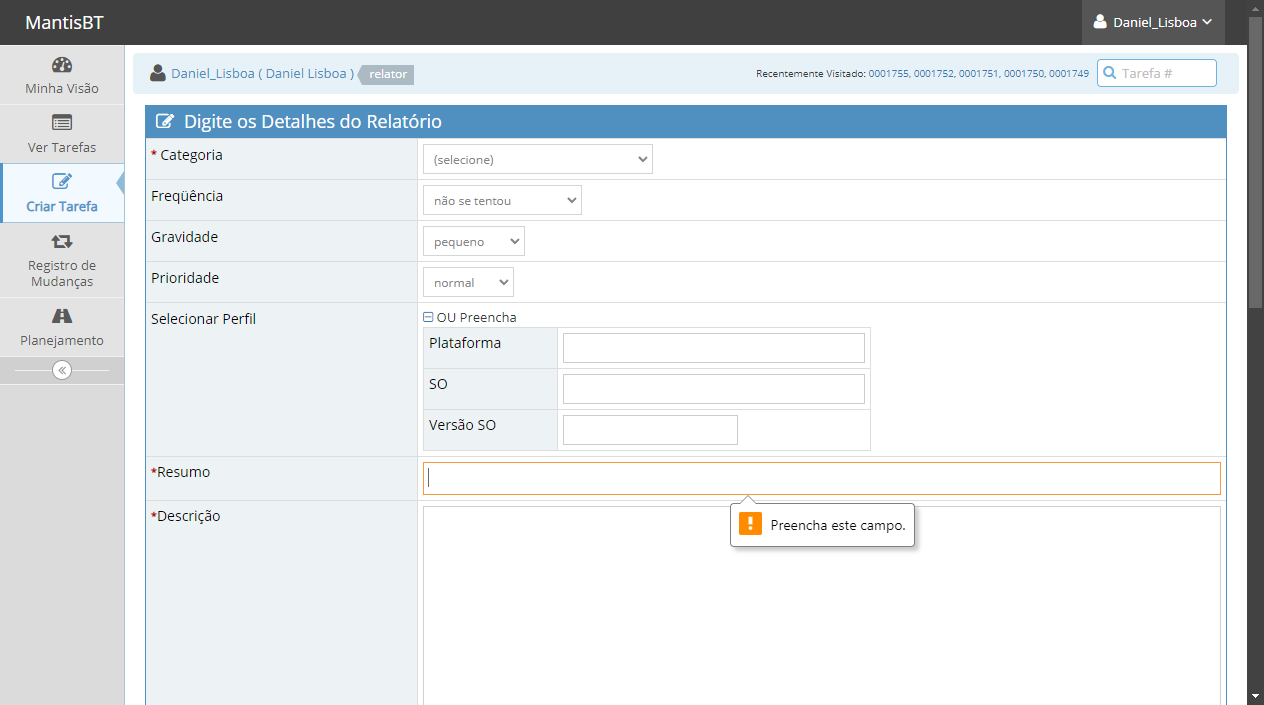 MantisBT
Daniel_Lisboa
Minha Visão
Ver Tarefas
Criar Tarefa
Registro de
Mudanças
Planejamento
Daniel_Lisboa ( Daniel Lisboa ) relator
Recentemente Visitado: 0001755, 0001752, 0001751, 0001750, 0001749
Tarefa #
Digite os Detalhes do Relatório
* Categoria
(selecione)
Freqüência
não se tentou
Gravidade
pequeno
Prioridade
normal
Selecionar Perfil
OU Preencha
Plataforma
SO
Versão SO
*Resumo
*Descrição
Preencha este campo.